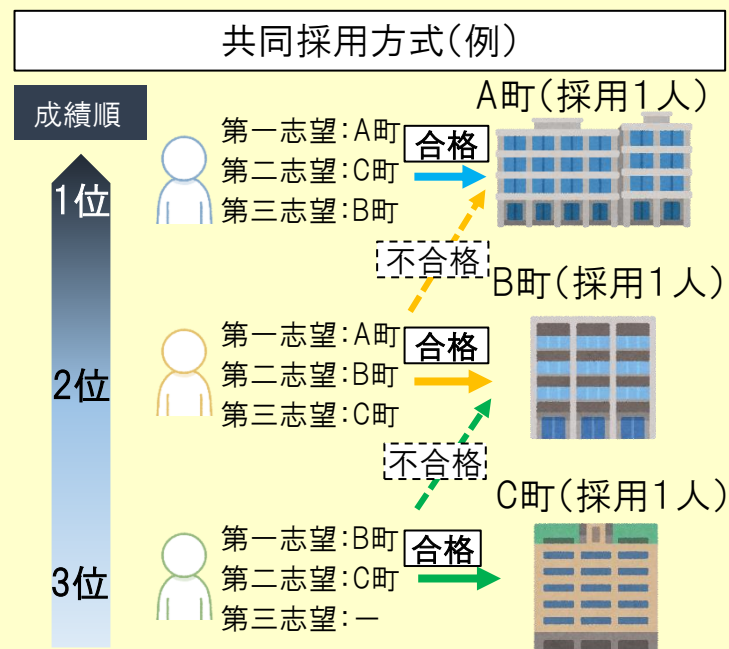 共同採用方式(例)
成績順
A町(採用1人)
1位
第一志望:A町
第二志望:C町
第三志望:B町
合格
不合格
B町(採用1人)
2位
第一志望:A町
第二志望:B町
第三志望:C町
合格
不合格
C町(採用1人)
3位
第一志望:B町
第二志望:C町
第三志望:―
合格